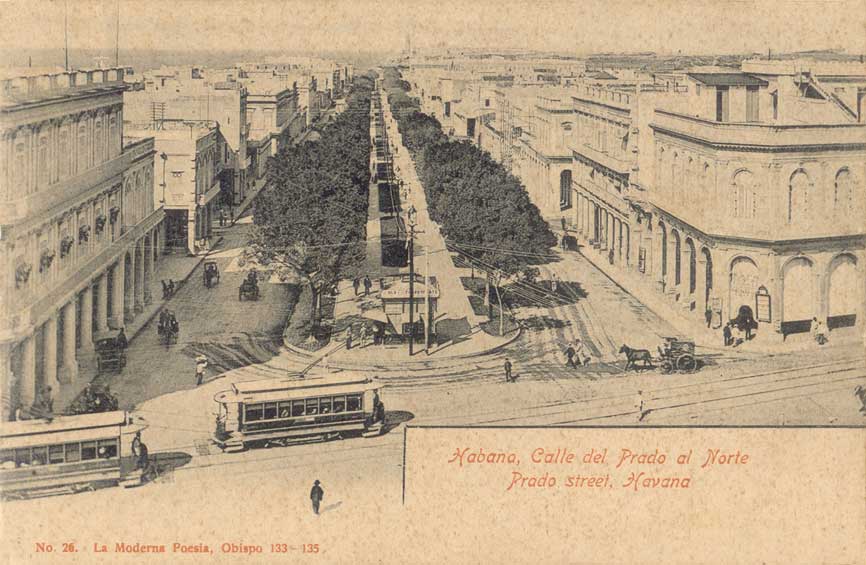 Habana, Calle del Prado al Norte
Prado street, Havana
No. 26. La Moderna Poesia, Obispo 133-135